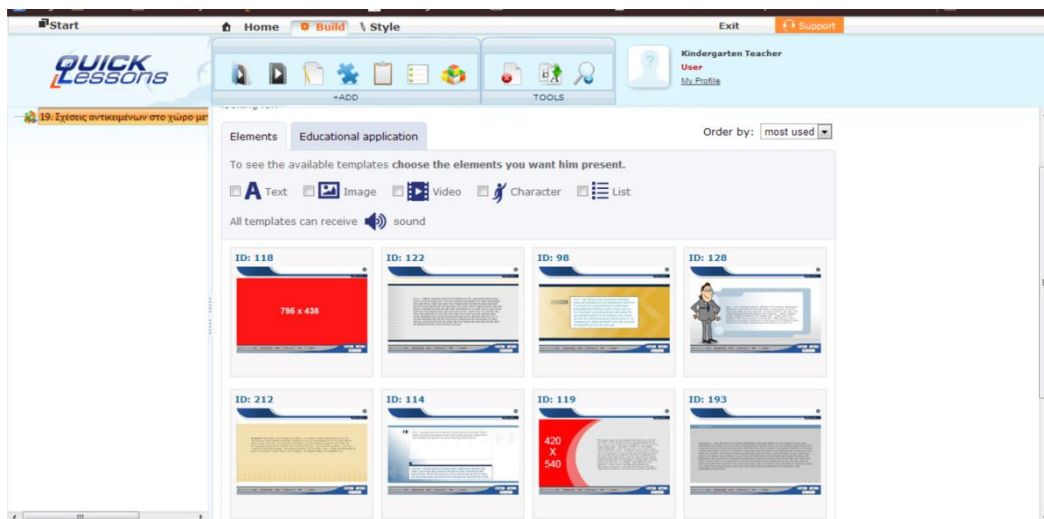 Start
Home Build Style Exit Support
QUICK
Lessons
+ADD
TOOLS
Kindergarten Teacher
User
My Profile
19. Σχέσεις αντικειμένων στο χώρο με
Elements Educational application Order by: most used
To see the available templates choose the elements you want him present.
A Text Image Video Character List
All templates can receive sound
ID: 118 ID: 122 ID: 98 ID: 128
796 x 438
ID: 212 ID: 114 ID: 119 ID: 193
420
X
540